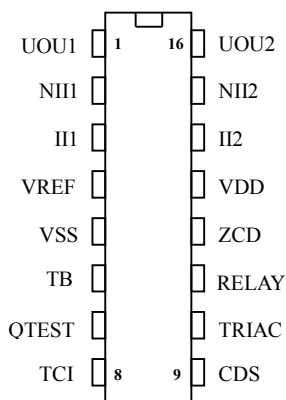 UOU1 1 16 UOU2
NII1 NII2
II1 II2
VREF VDD
VSS ZCD
TB RELAY
QTEST TRIAC
TCI 8 9 CDS